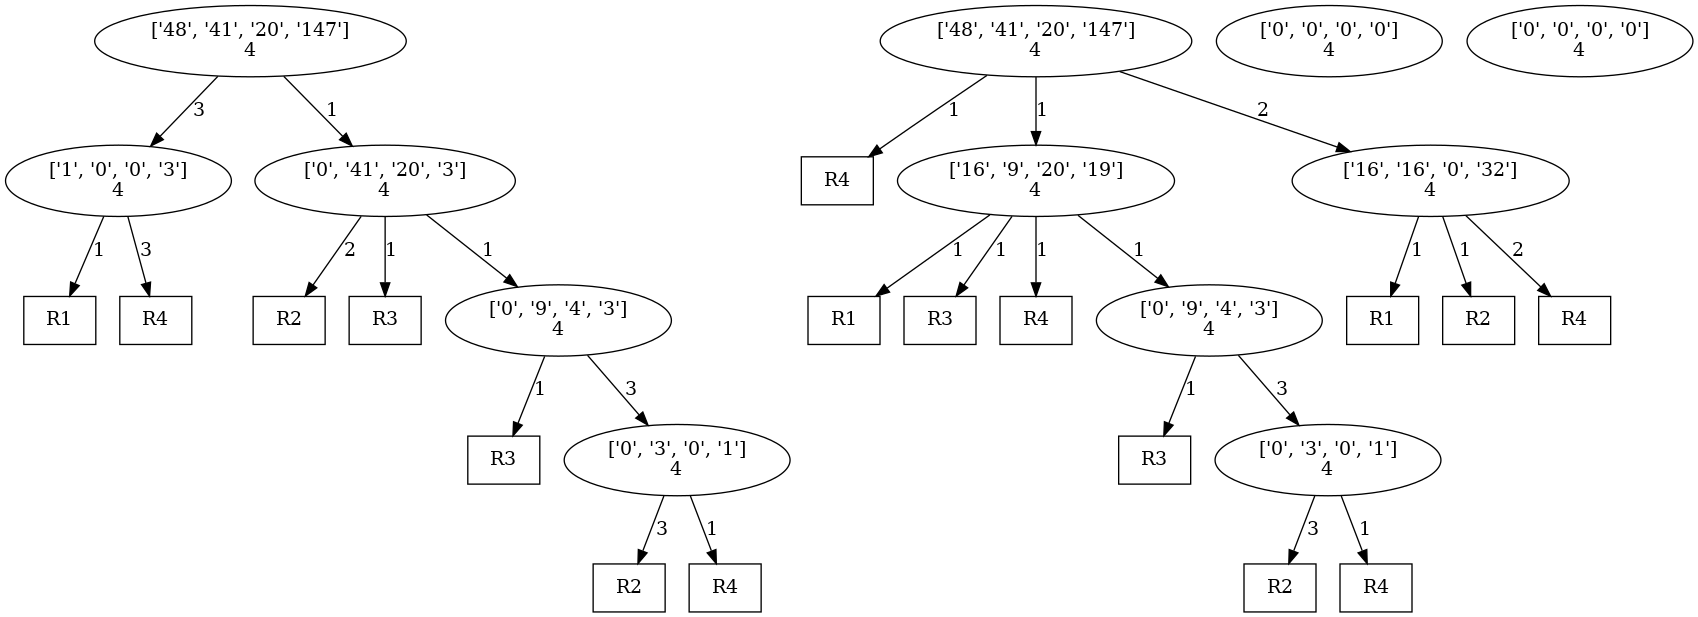 ['48', '41', '20', '147']
4
['48', '41', '20', '147']
4
['0', '0', '0', '0']
4
['0', '0', '0', '0']
4
3
1
1
1
2
['1', '0', '0', '3']
4
['0', '41', '20', '3']
4
R4
['16', '9', '20', '19']
4
['16', '16', '0', '32']
4
1
3
2
1
1
1
1
1
1
1
1
2
R1
R4
R2
R3
['0', '9', '4', '3']
4
R1
R3
R4
['0', '9', '4', '3']
4
R1
R2
R4
1
3
1
3
R3
['0', '3', '0', '1']
4
R3
['0', '3', '0', '1']
4
3
1
3
1
R2
R4
R2
R4